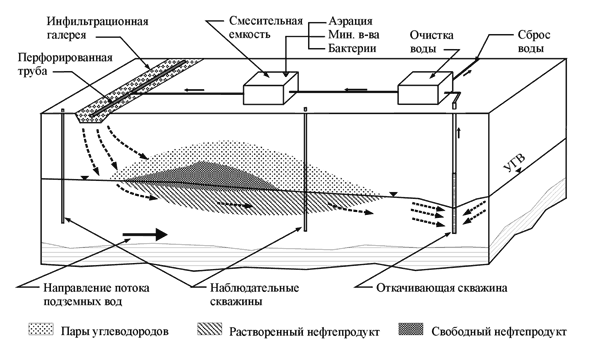 Инфильтрационная
галерея
Перфорированная
труба
Смесительная
емкость
Аэрация
Мин. в-ва
Бактерии
Очистка
воды
Сброс
воды
УГВ
Направление потока
подземных вод
Наблюдательные
скважины
Откачивающая скважина
Пары углеводородов
Растворенный нефтепродукт
Свободный нефтепродукт